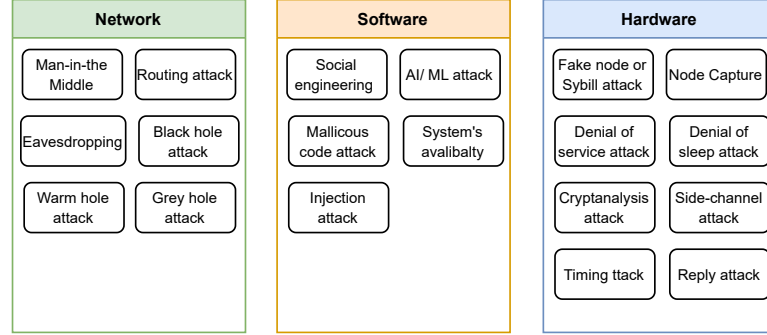 Network
Man-in-the
Middle
Routing attack
Eavesdropping
Black hole
attack
Warm hole
attack
Grey hole
attack
Software
Social
engineering
AI/ ML attack
Mallicous
code attack
System's
avalibalty
Injection
attack
Hardware
Fake node or
Sybill attack
Node Capture
Denial of
service attack
Denial of
sleep attack
Cryptanalysis
attack
Side-channel
attack
Timing ttack
Reply attack